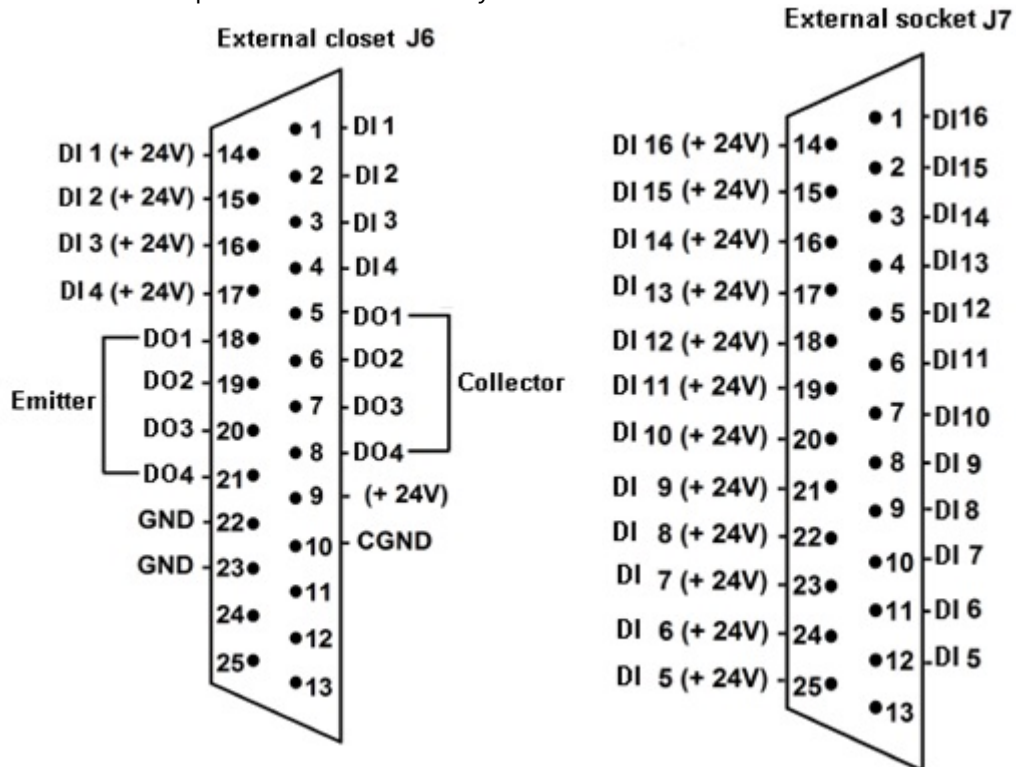 External closet J6
DI 1 (+ 24V) 14
DI 2 (+ 24V) 15
DI 3 (+ 24V) 16
DI 4 (+ 24V) 17
DO1 18
DO2 19
DO3 20
DO4 21
GND 22
GND 23
24
25
Emitter
1 DI 1
2 DI 2
3 DI 3
4 DI 4
5 DO1
6 DO2
7 DO3
8 DO4
9 (+ 24V)
10 CGND
11
12
13
Collector
External socket J7
DI 16 (+ 24V) 14
DI 15 (+ 24V) 15
DI 14 (+ 24V) 16
DI 13 (+ 24V) 17
DI 12 (+ 24V) 18
DI 11 (+ 24V) 19
DI 10 (+ 24V) 20
DI 9 (+ 24V) 21
DI 8 (+ 24V) 22
DI 7 (+ 24V) 23
DI 6 (+ 24V) 24
DI 5 (+ 24V) 25
1 DI16
2 DI15
3 DI14
4 DI13
5 DI12
6 DI11
7 DI10
8 DI 9
9 DI 8
10 DI 7
11 DI 6
12 DI 5
13